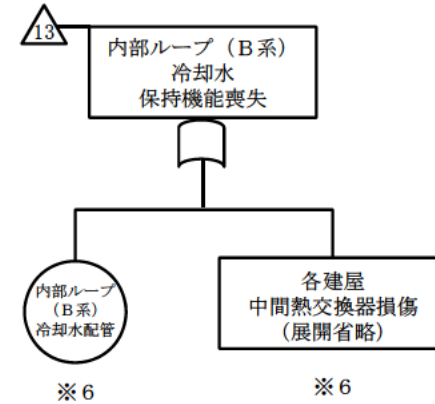 13
内部ループ（Ｂ系）
冷却水
保持機能喪失
内部ループ
（Ｂ系）
冷却水配管
※６
各建屋
中間熱交換器損傷
（展開省略）
※６